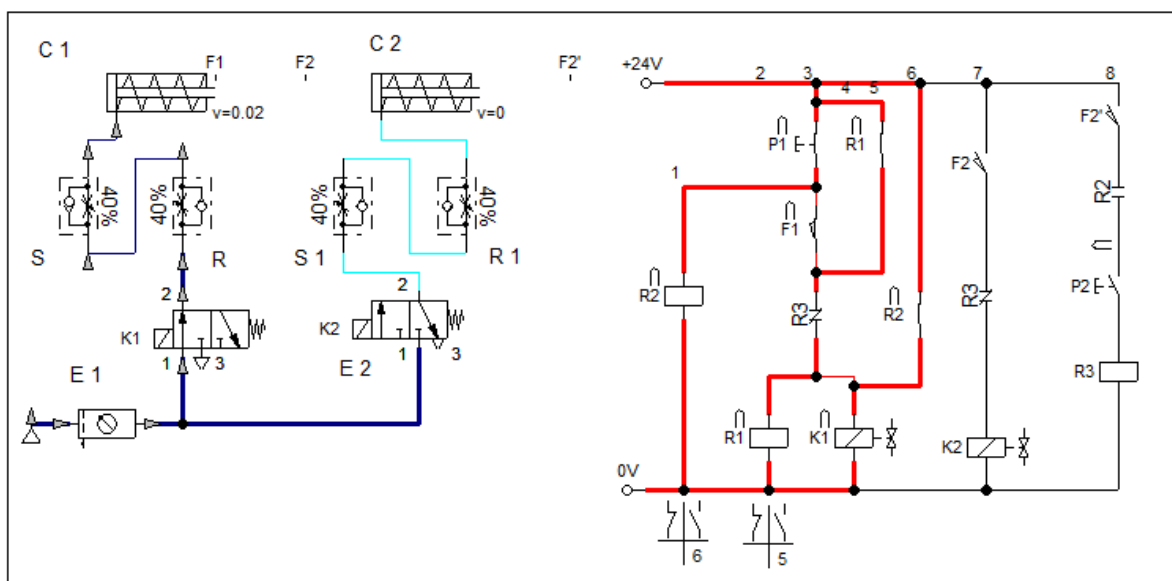 C 1 F1 F2 C 2 F2' +24V 2 3 6 7 8
4 5
v=0.02 v=0 P1 R1 F2 F2'
40% 40% 40% 1 R2
S R S 1 R 1 F1
2 2 R2 R3 R2 R3 P2
K1 K2
1 3 1 3
E 1 E 2 R3
R1 K1 K2
0V
6 5